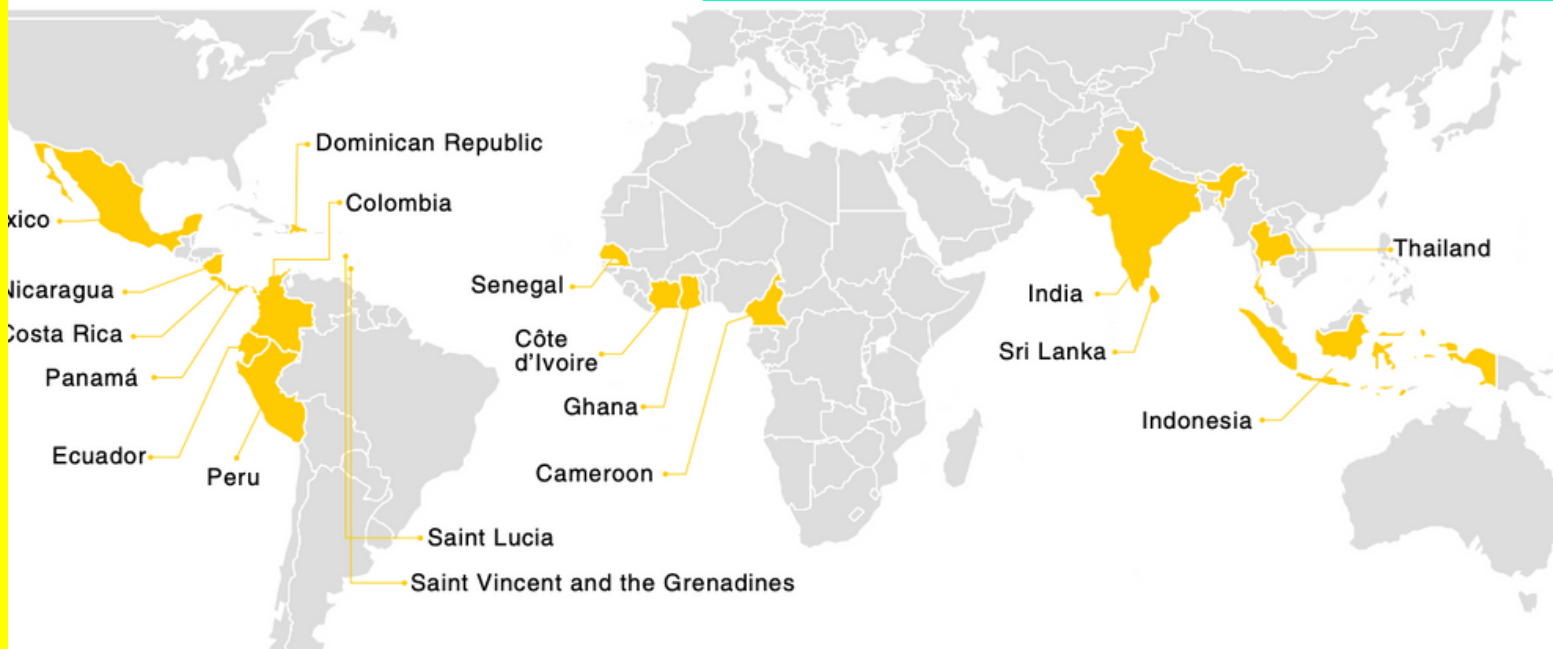 Dominican Republic
Colombia
xico
Thailand
Senegal
Nicaragua
India
Costa Rica
Côte
d'Ivoire
Sri Lanka
Panamá
Ghana
Indonesia
Ecuador
Peru
Cameroon
Saint Lucia
Saint Vincent and the Grenadines